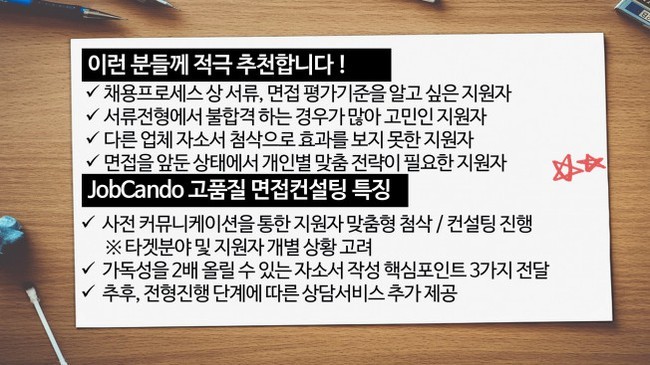 이런 분들께 적극 추천합니다 !
✓ 채용프로세스 상 서류, 면접 평가기준을 알고 싶은 지원자
✓ 서류전형에서 불합격 하는 경우가 많아 고민인 지원자
✓ 다른 업체 자소서 첨삭으로 효과를 보지 못한 지원자
✓ 면접을 앞둔 상태에서 개인별 맞춤 전략이 필요한 지원자
JobCando 고품질 면접컨설팅 특징
✓ 사전 커뮤니케이션을 통한 지원자 맞춤형 첨삭 / 컨설팅 진행
※ 타겟분야 및 지원자 개별 상황 고려
✓ 가독성을 2배 올릴 수 있는 자소서 작성 핵심포인트 3가지 전달
✓ 추후, 전형진행 단계에 따른 상담서비스 추가 제공